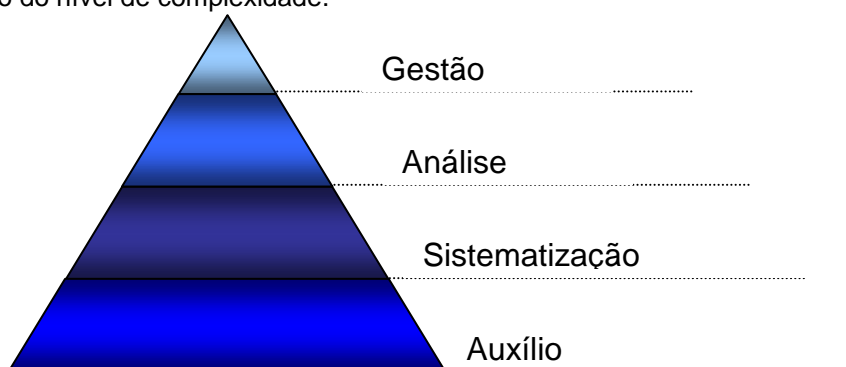 do nível de complexidade.
Gestão
Análise
Sistematização
Auxílio